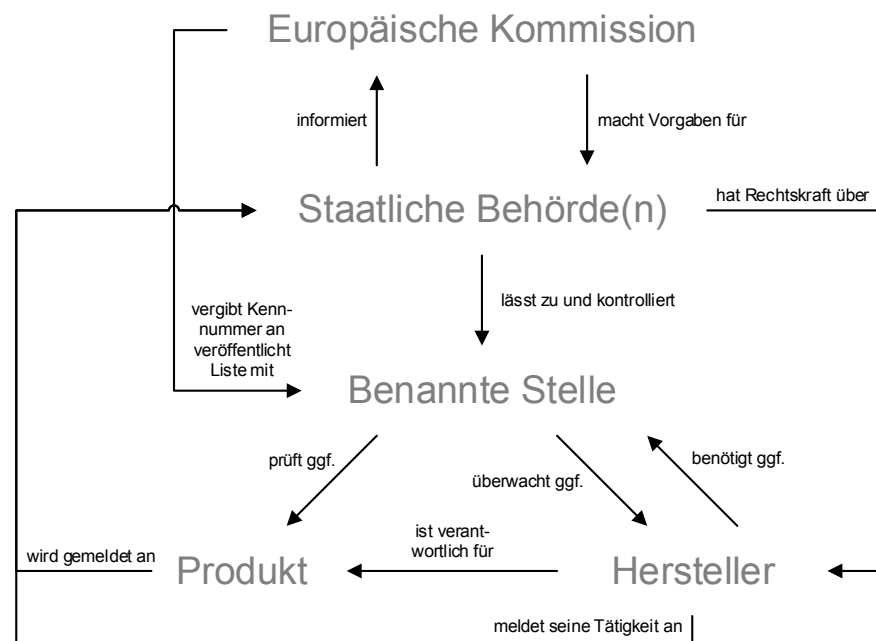 Europäische Kommission
informiert
macht Vorgaben für
Staatliche Behörde(n)
hat Rechtskraft über
lässt zu und kontrolliert
vergibt Kenn-
nummer an
veröffentlicht
Liste mit
Benannte Stelle
prüft ggf.
überwacht ggf.
benötigt ggf.
ist verant-
wortlich für
wird gemeldet an
Produkt
Hersteller
meldet seine Tätigkeit an